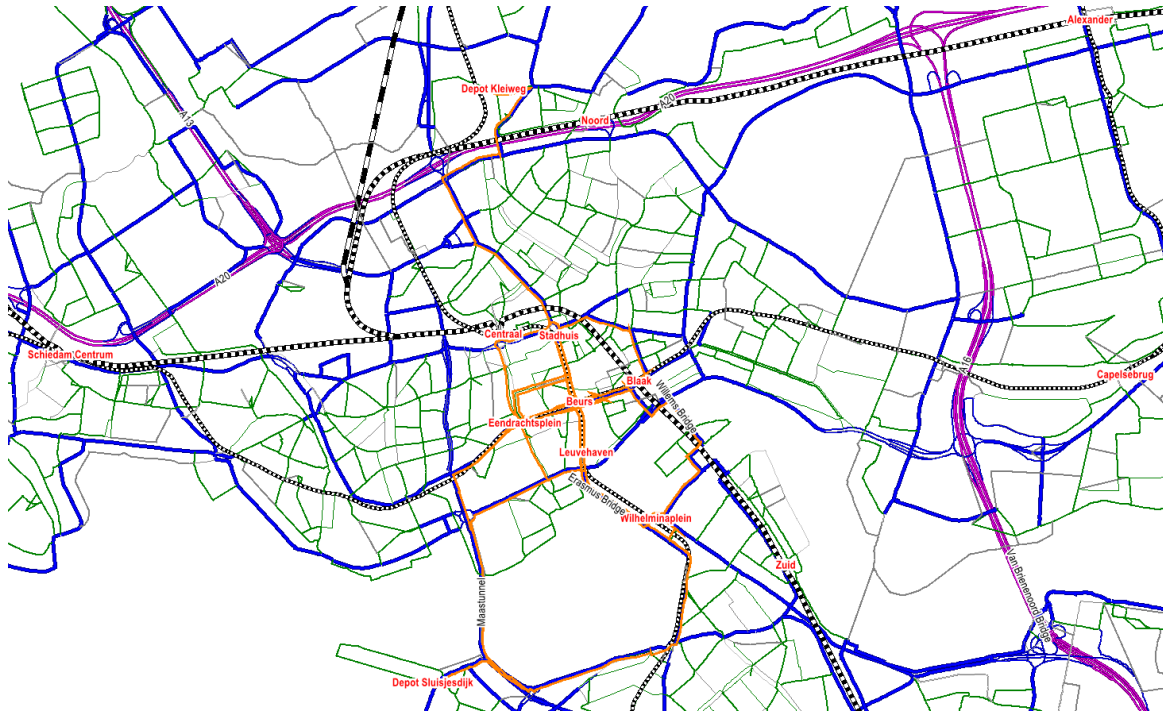 Alexander
Depot Kleiweg
A20
Noord
A13
A20
Centraal
Stadhuis
Schiedam Centrum
A16
Capelsebrug
Blaak
Willems Bridge
Beurs
Eendrachtsplein
Leuvehaven
Erasmus Bridge
Wilhelminaplein
Zuid
Maastunnel
Van Brienenoord Bridge
Depot Sluisjesdijk